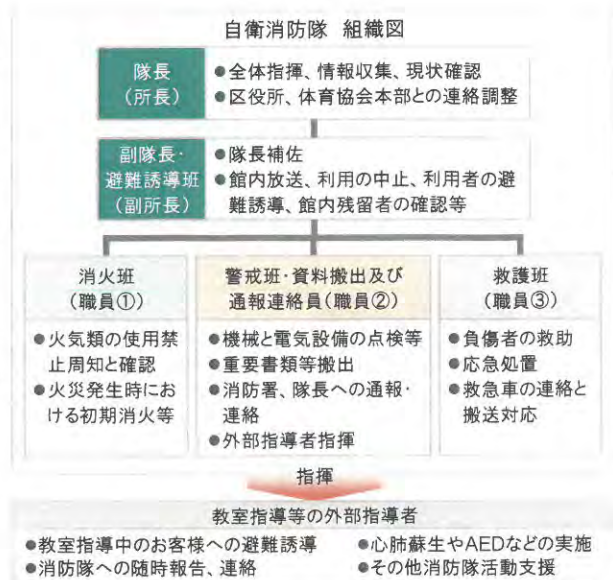 自衛消防隊 組織図
隊長
(所長)
●全体指揮、情報収集、現状確認
●区役所、体育協会本部との連絡調整
副隊長・
避難誘導班
(副所長)
●隊長補佐
●館内放送、利用の中止、利用者の避
難誘導、館内残留者の確認等
消火班
(職員①)
●火気類の使用禁
止周知と確認
●火災発生時にお
ける初期消火等
警戒班・資料搬出及び
通報連絡員(職員②)
●機械と電気設備の点検等
●重要書類等搬出
●消防署、隊長への通報・
連絡
●外部指導者指揮
救護班
(職員③)
●負傷者の救助
●応急処置
●救急車の連絡と
搬送対応
指揮
教室指導等の外部指導者
●教室指導中のお客様への避難誘導
●消防隊への随時報告、連絡
●心肺蘇生やAEDなどの実施
●その他消防隊活動支援